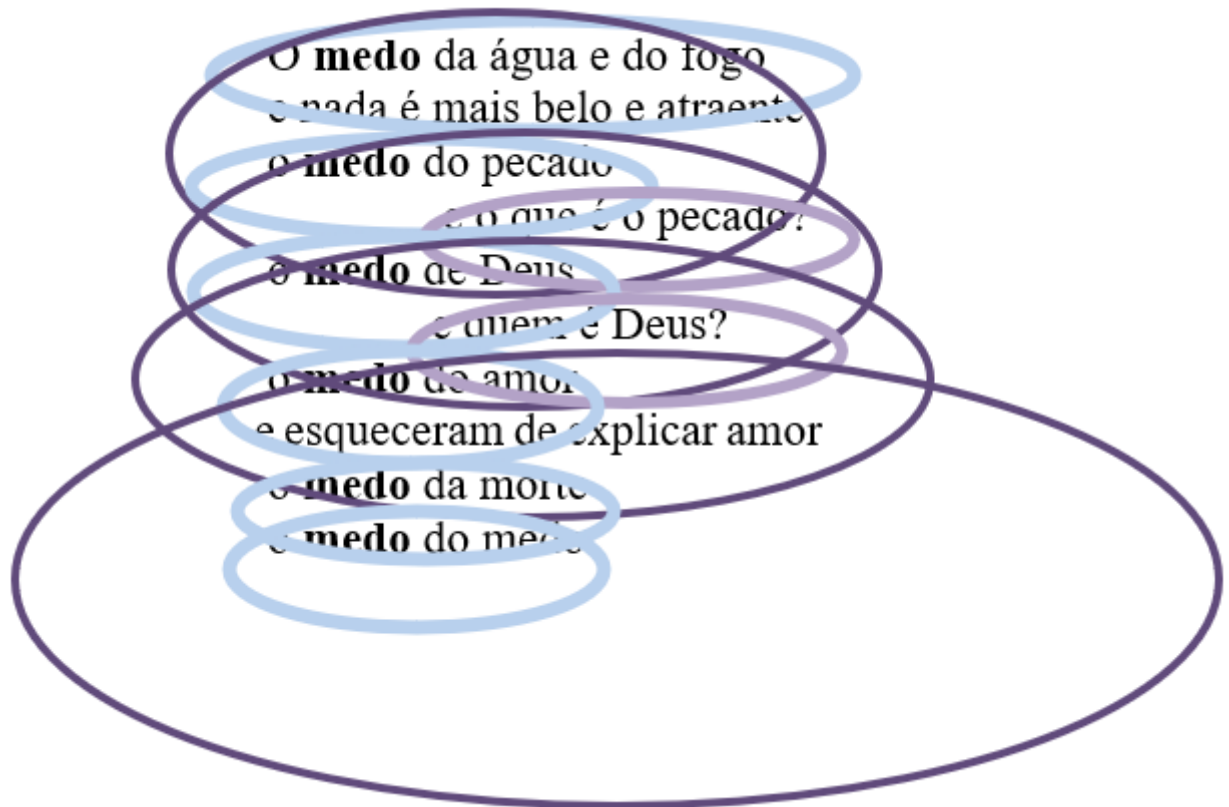 O medo da água e do fogo
e nada é mais belo e atraente
o medo do pecado
e o que é o pecado?
o medo de Deus
e quem é Deus?
o medo do amor
e esqueceram de explicar amor
o medo da morte
o medo do medo